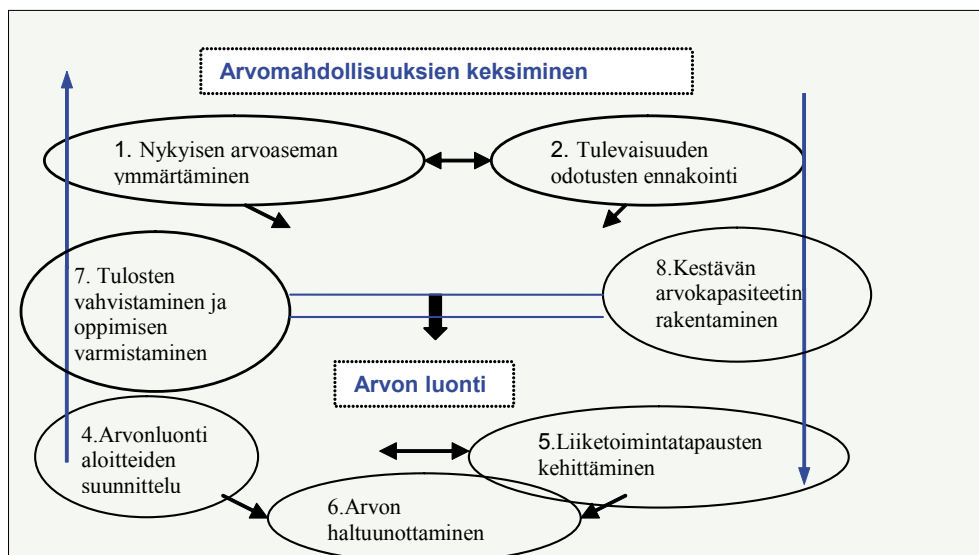 Arvomahdollisuuksien keksiminen
1. Nykyisen arvoaseman
ymmärtäminen
2. Tulevaisuuden
odotusten ennakointi
7. Tulosten
vahvistaminen ja
oppimisen
varmistaminen
8.Kestävän
arvokapasiteetin
rakentaminen
Arvon luonti
4.Arvonluonti
aloitteiden
suunnittelu
5.Liiketoimintatapausten
kehittäminen
6.Arvon
haltuunottaminen